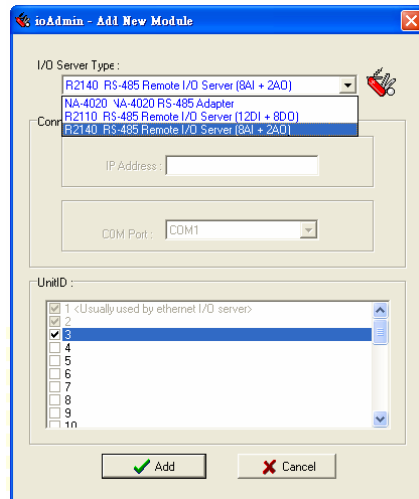 ioAdmin - Add New Module
I/O Server Type :
R2140 RS-485 Remote I/O Server (8AI + 2AO)
NA-4020 NA-4020 RS-485 Adapter
R2110 RS-485 Remote I/O Server (12DI + 8DO)
R2140 RS-485 Remote I/O Server (8AI + 2AO)
IP Address :
COM Port : COM1
UnitID :
1 <Usually used by ethernet I/O server>
2
3
4
5
6
7
8
9
10
Add Cancel